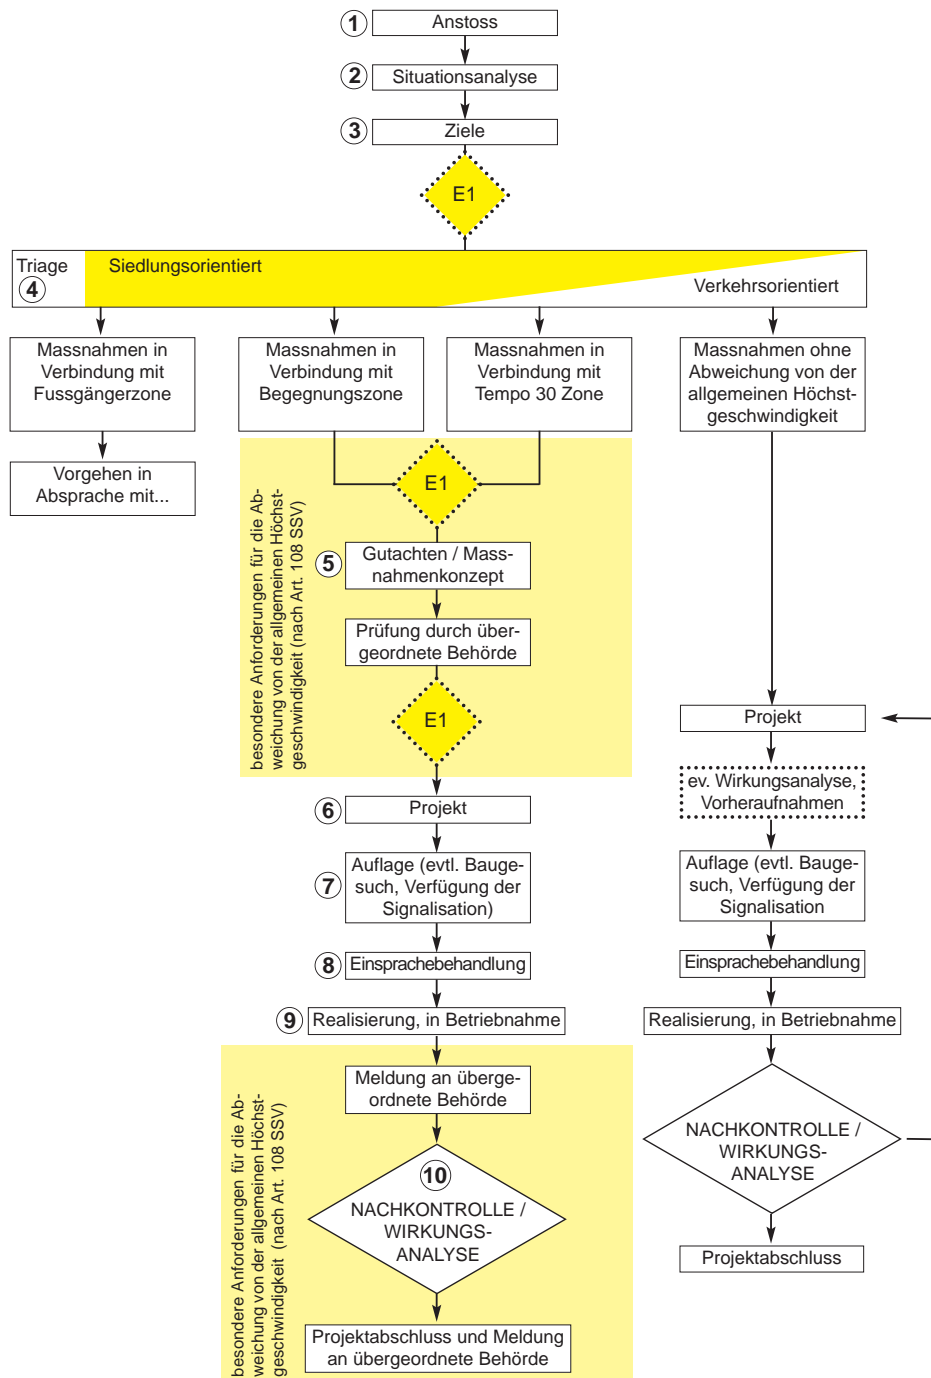 1 Anstoss
2 Situationsanalyse
3 Ziele
E1
Triage
4
Siedlungsorientiert
Verkehrsorientiert
Massnahmen in
Verbindung mit
Fussgängerzone
Massnahmen in
Verbindung mit
Begegnungszone
Massnahmen in
Verbindung mit
Tempo 30 Zone
Massnahmen ohne
Abweichung von der
allgemeinen Höchst-
geschwindigkeit
Vorgehen in
Absprache mit...
besondere Anforderungen für die Ab-
weichung von der allgemeinen Höchst-
geschwindigkeit (nach Art. 108 SSV)
E1
5
Gutachten / Mass-
nahmenkonzept
Prüfung durch über-
geordnete Behörde
E1
6 Projekt
7
Auflage (evtl. Bauge-
such, Verfügung der
Signalisation)
8 Einsprachebehandlung
9 Realisierung, in Betriebnahme
besondere Anforderungen für die Ab-
weichung von der allgemeinen Höchst-
geschwindigkeit (nach Art. 108 SSV)
Meldung an überge-
ordnete Behörde
10
NACHKONTROLLE /
WIRKUNGS-
ANALYSE
Projektabschluss und Meldung
an übergeordnete Behörde
Projekt
ev. Wirkungsanalyse,
Vorheraufnahmen
Auflage (evtl. Bauge-
such, Verfügung der
Signalisation
Einsprachebehandlung
Realisierung, in Betriebnahme
NACHKONTROLLE /
WIRKUNGS-
ANALYSE
Projektabschluss